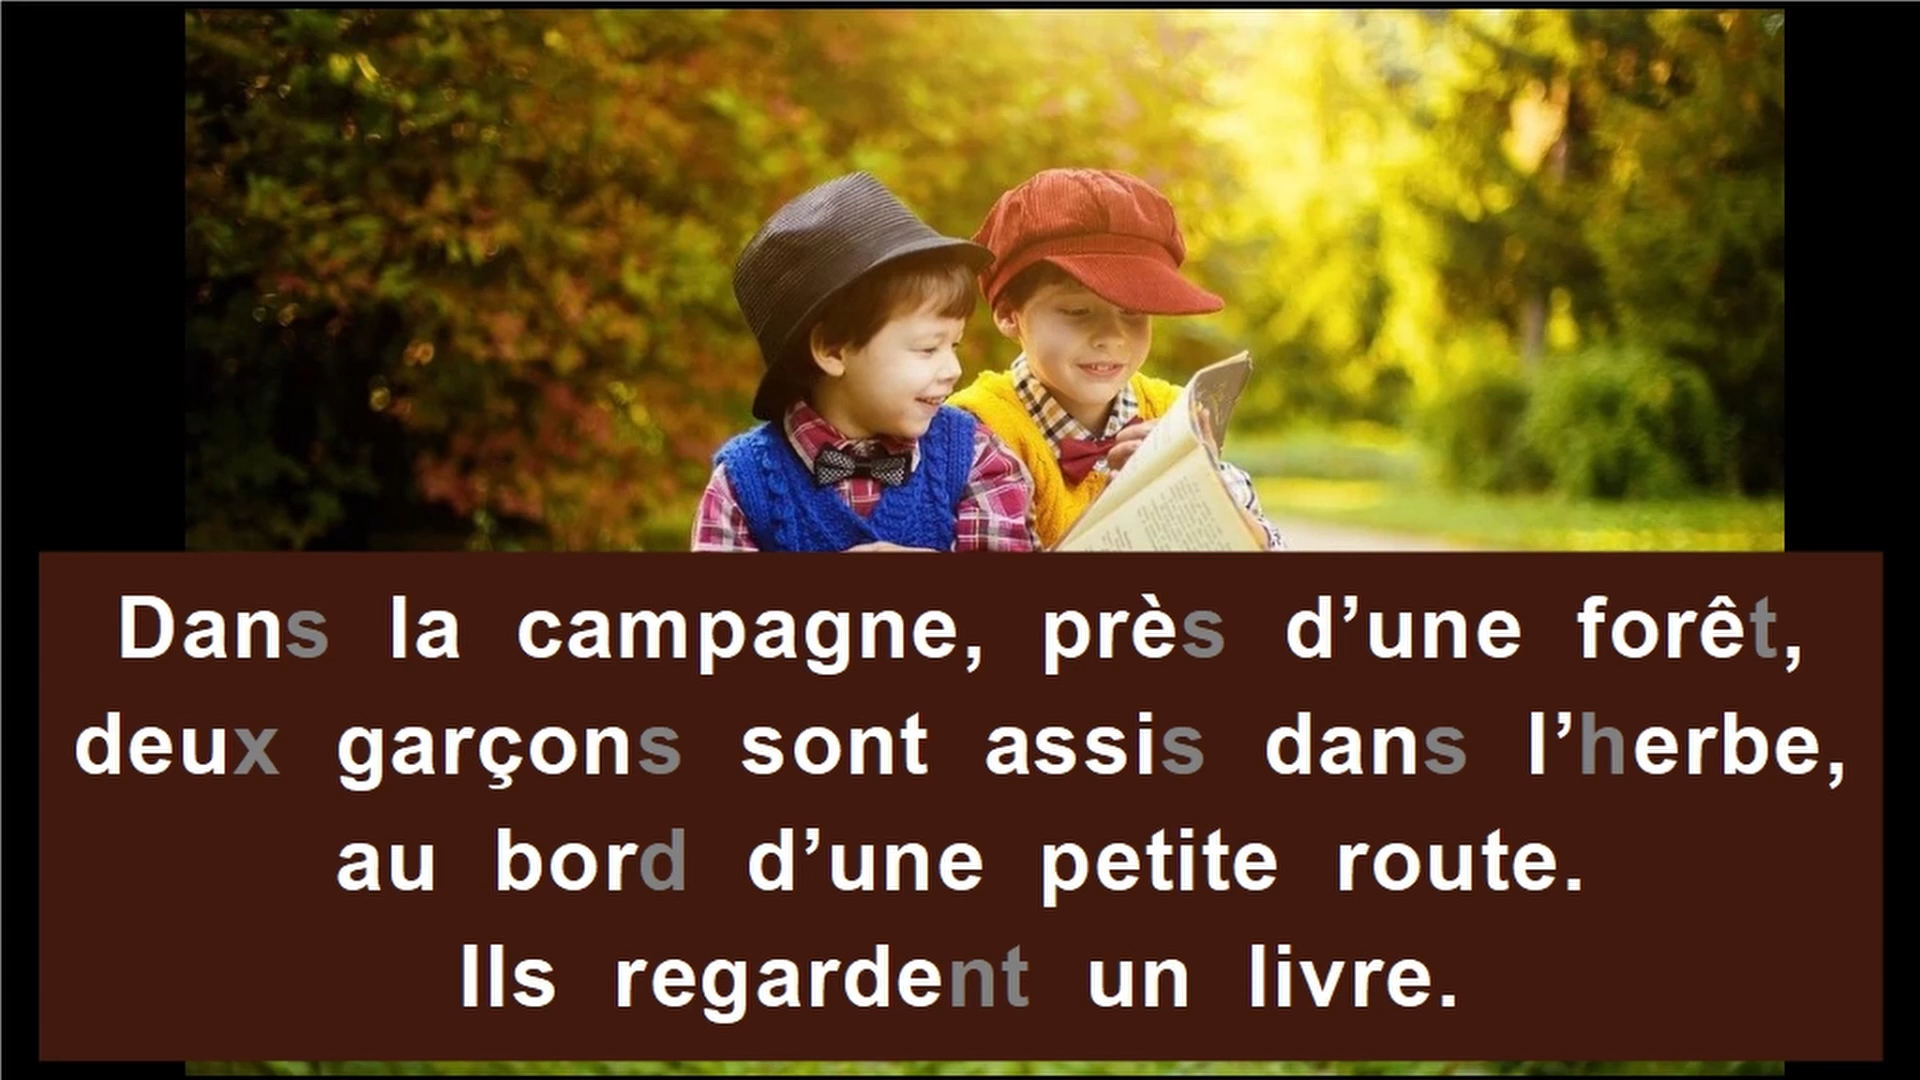 Dans la campagne, près d’une forêt,
deux garçons sont assis dans l’herbe,
au bord d’une petite route.
Ils regardent un livre.